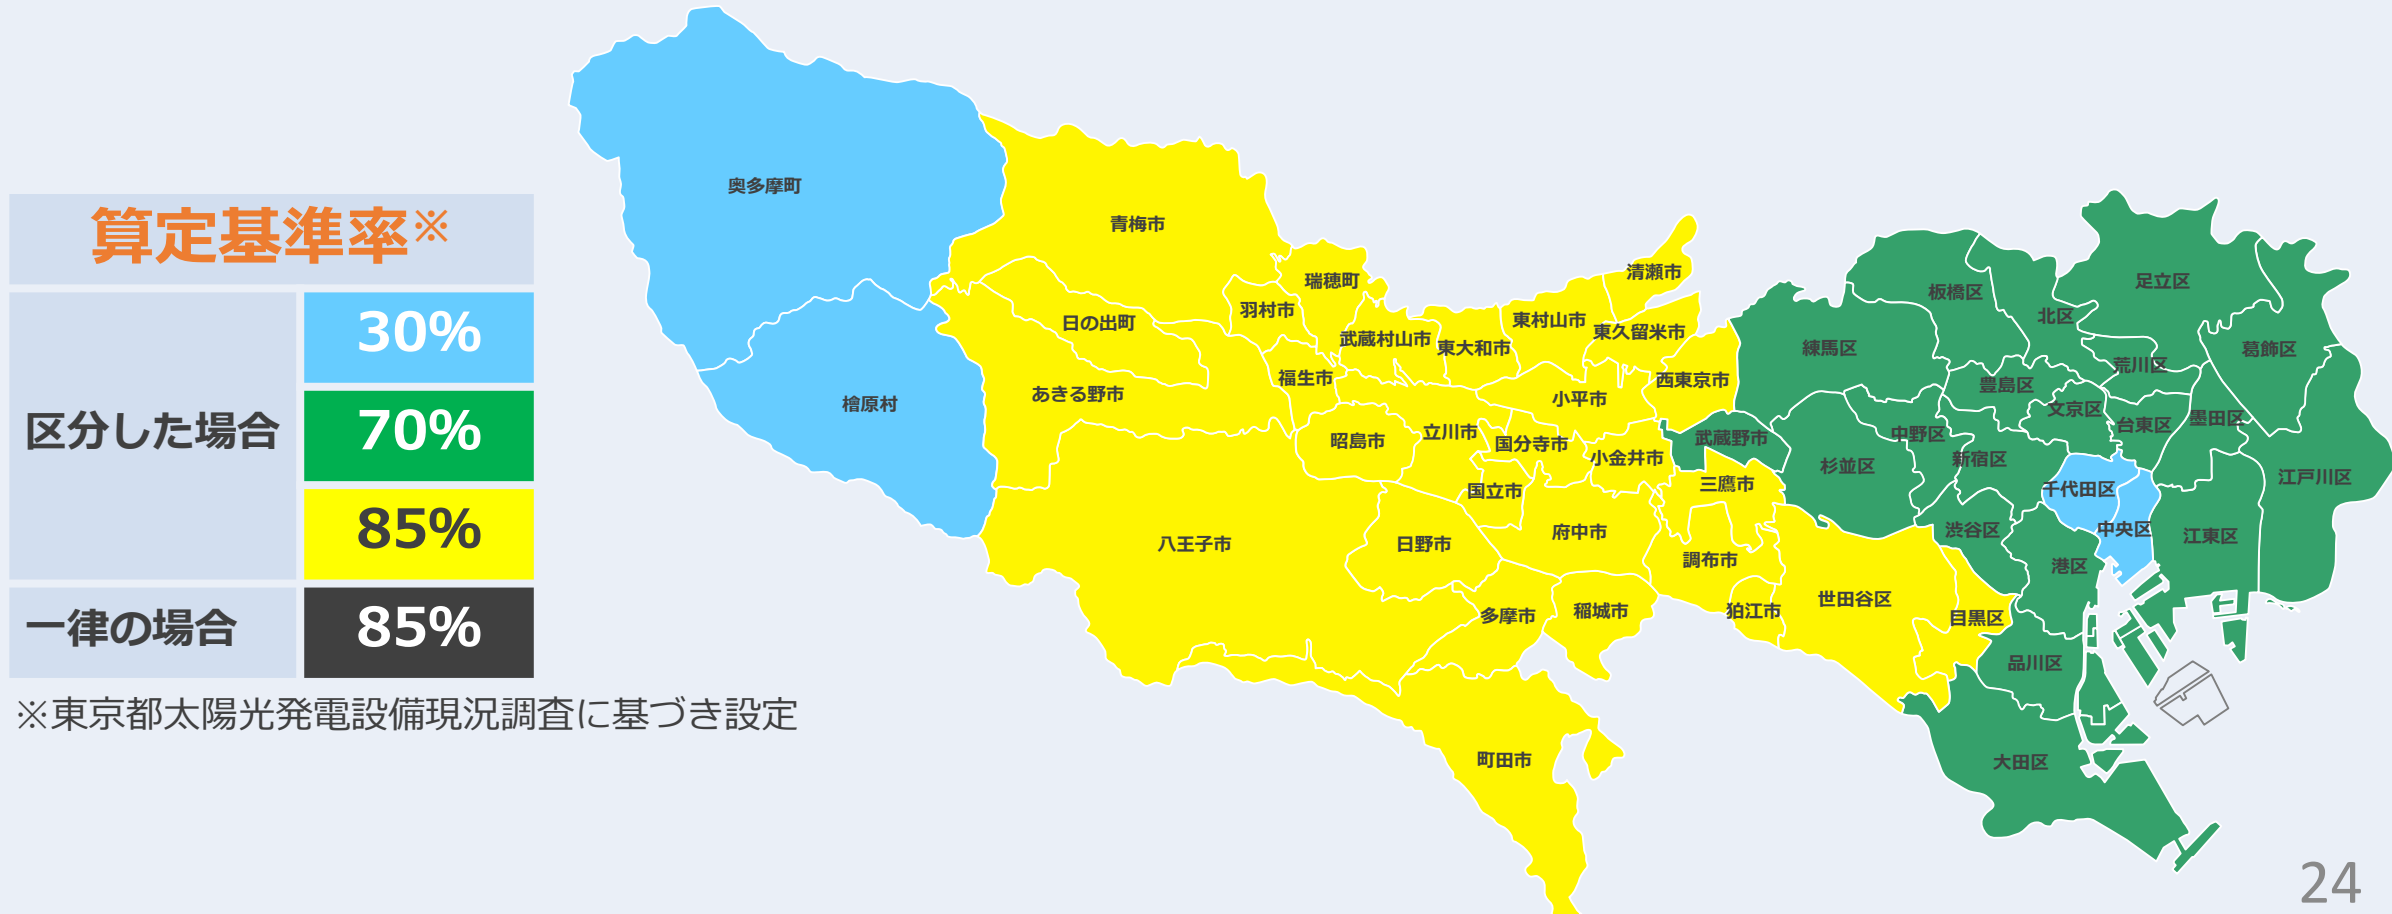 算定基準率※
区分した場合
30%
70%
85%
一律の場合
85%
※東京都太陽光発電設備現況調査に基づき設定
奥多摩町
檜原村
青梅市
日の出町
あきる野市
羽村市
瑞穂町
福生市
武蔵村山市
東大和市
東村山市
清瀬市
東久留米市
西東京市
小平市
昭島市
立川市
国分寺市
小金井市
武蔵野市
国立市
三鷹市
八王子市
日野市
府中市
調布市
多摩市
稲城市
狛江市
町田市
練馬区
板橋区
北区
足立区
葛飾区
荒川区
豊島区
文京区
台東区
墨田区
中野区
杉並区
新宿区
千代田区
江戸川区
渋谷区
中央区
江東区
港区
世田谷区
目黒区
品川区
大田区
24